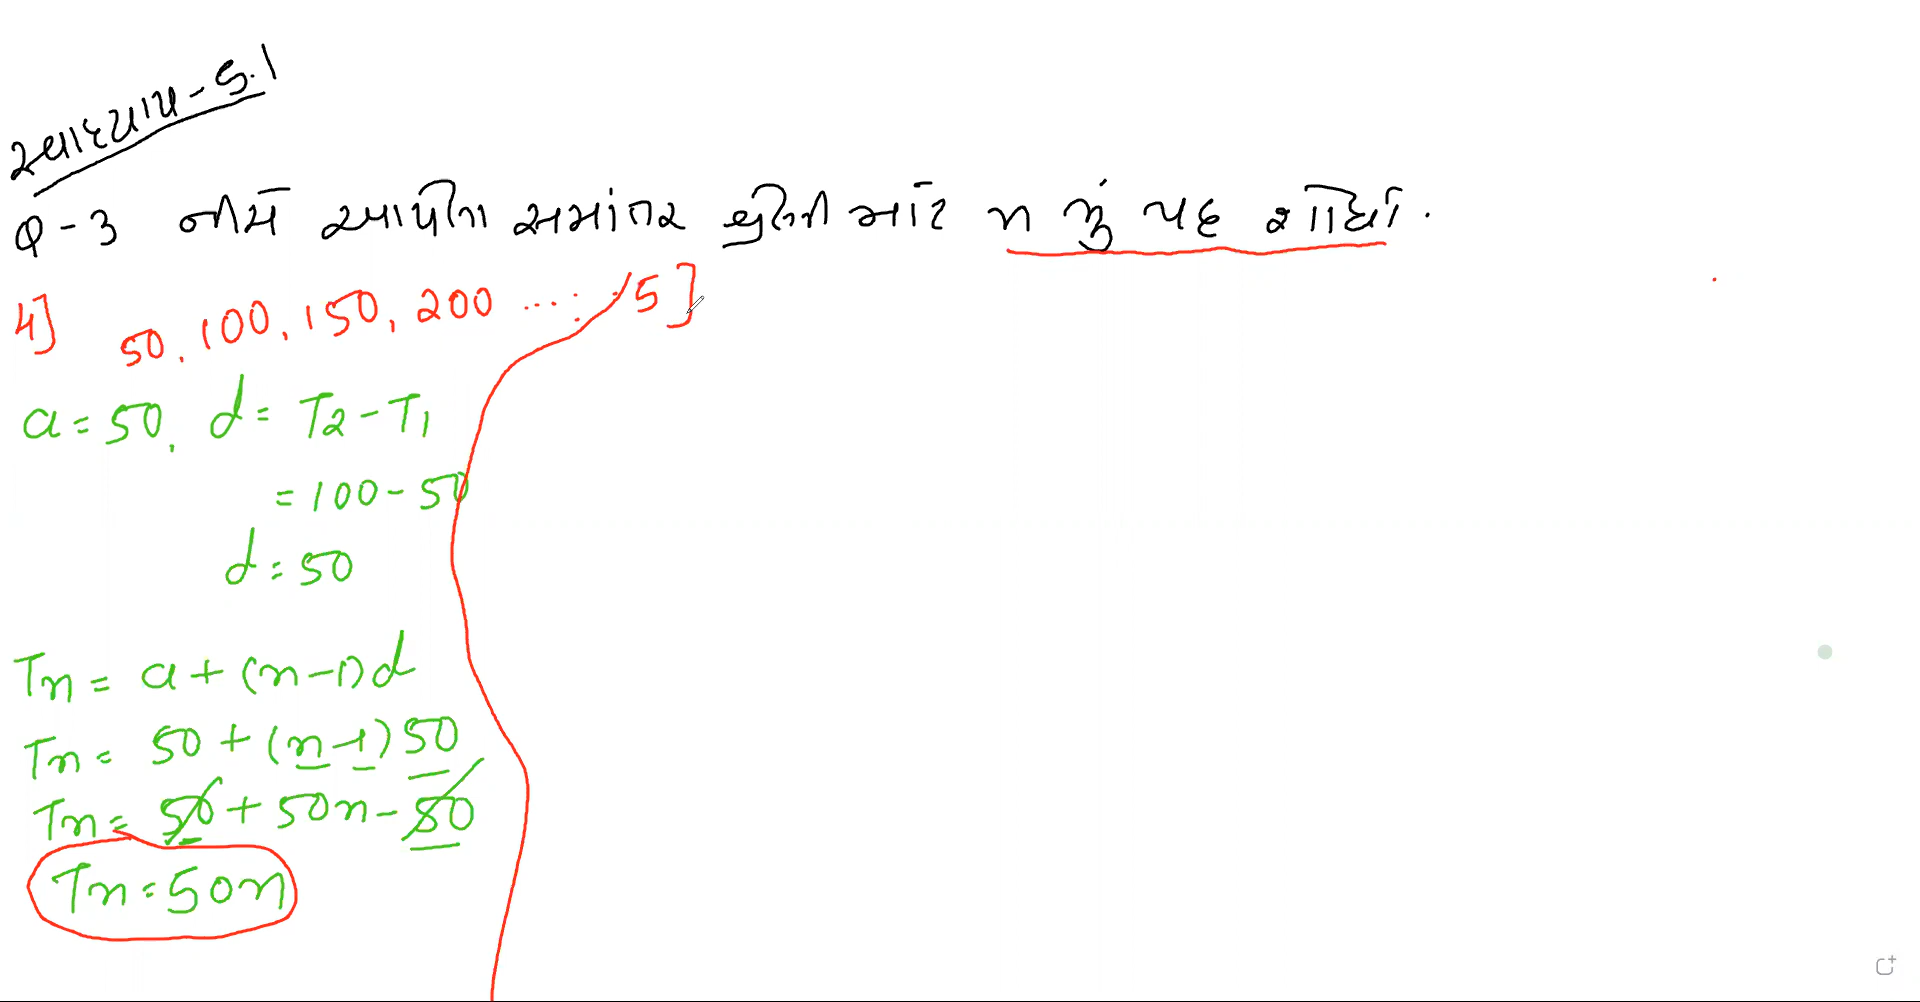 સ્વાધ્યાય-5.1
Q-3 નીચે આપેલી સમાંતર શ્રેણી માટે n મું પદ શોધો.
4] 50, 100, 150, 200 ....:.
5]
a = 50, d = T2 - T1
= 100 - 50
d = 50
Tn = a + (n-1)d
Tn = 50 + (n-1) 50
Tn = 50 + 50n - 50
Tn = 50n